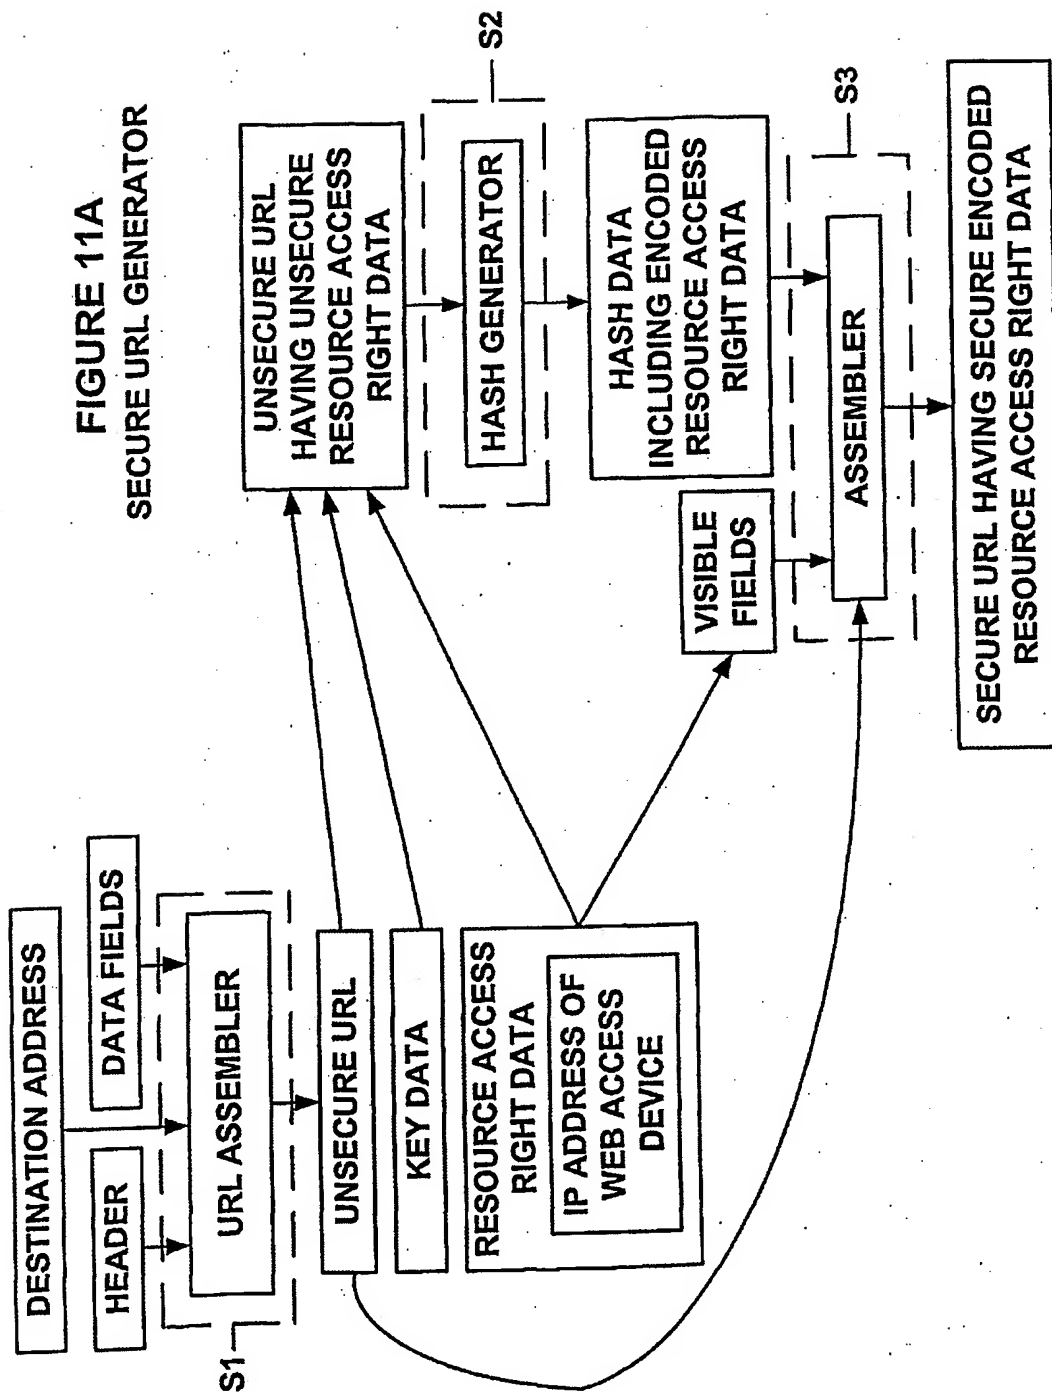 FIGURE 11A
SECURE URL GENERATOR
DESTINATION ADDRESS
HEADER
DATA FIELDS
URL ASSEMBLER
S1
UNSECURE URL
KEY DATA
RESOURCE ACCESS
RIGHT DATA
IP ADDRESS OF
WEB ACCESS
DEVICE
UNSECURE URL
HAVING UNSECURE
RESOURCE ACCESS
RIGHT DATA
HASH GENERATOR
S2
HASH DATA
INCLUDING ENCODED
RESOURCE ACCESS
RIGHT DATA
VISIBLE
FIELDS
ASSEMBLER
S3
SECURE URL HAVING SECURE ENCODED
RESOURCE ACCESS RIGHT DATA